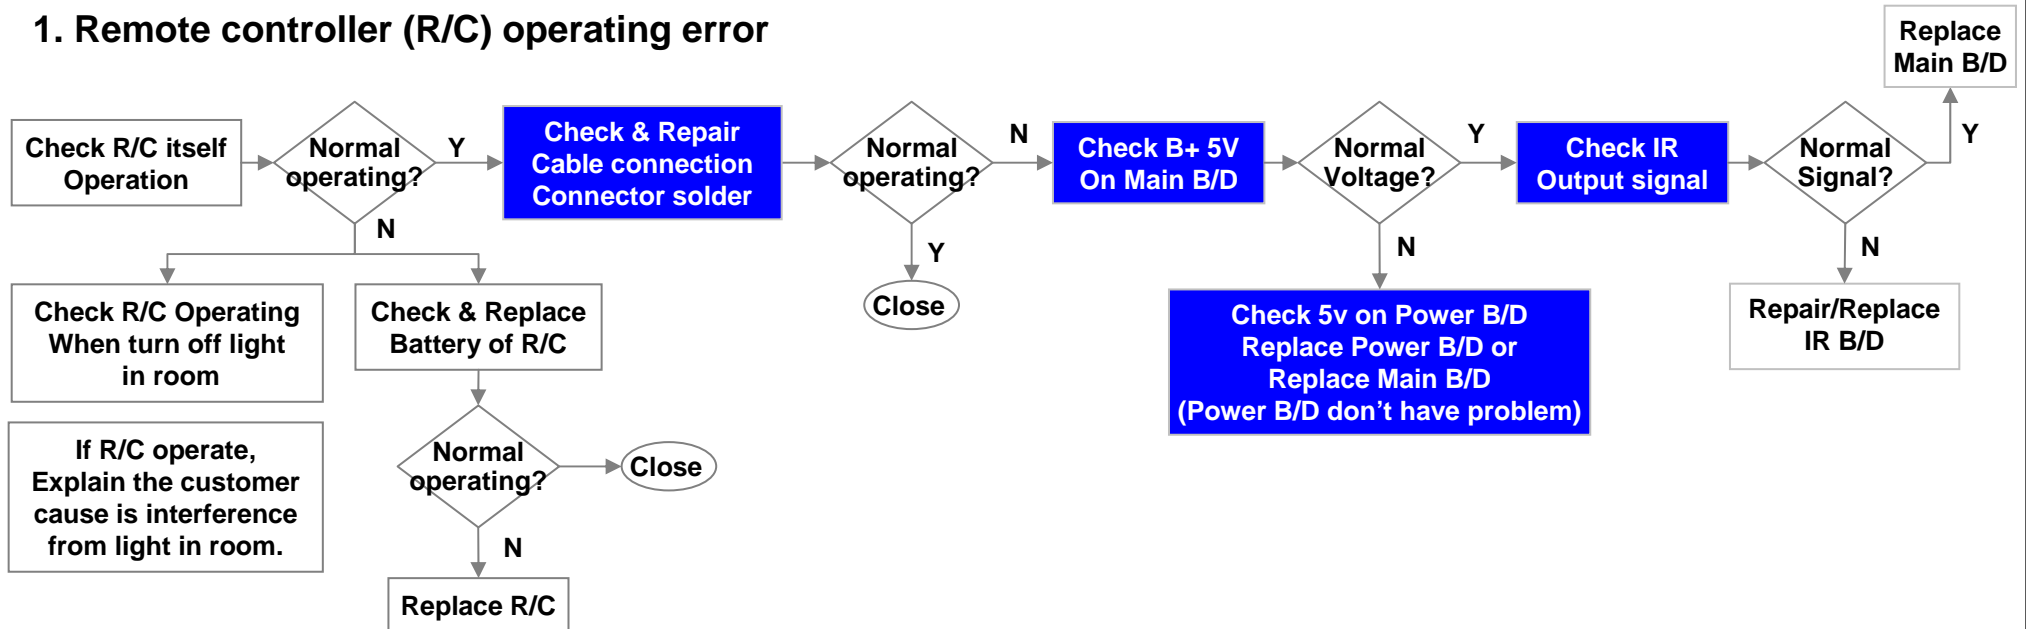 1. Remote controller (R/C) operating error
Replace
Main B/D
Check R/C itself
Operation
Normal
operating?
Y
N
Check & Repair
Cable connection
Connector solder
Normal
operating?
N
Y
Close
Check B+ 5V
On Main B/D
Normal
Voltage?
Y
N
Check IR
Output signal
Normal
Signal?
Y
N
Check R/C Operating
When turn off light
in room
Check & Replace
Battery of R/C
Check 5v on Power B/D
Replace Power B/D or
Replace Main B/D
(Power B/D don’t have problem)
Repair/Replace
IR B/D
If R/C operate,
Explain the customer
cause is interference
from light in room.
Normal
operating?
Close
N
Replace R/C